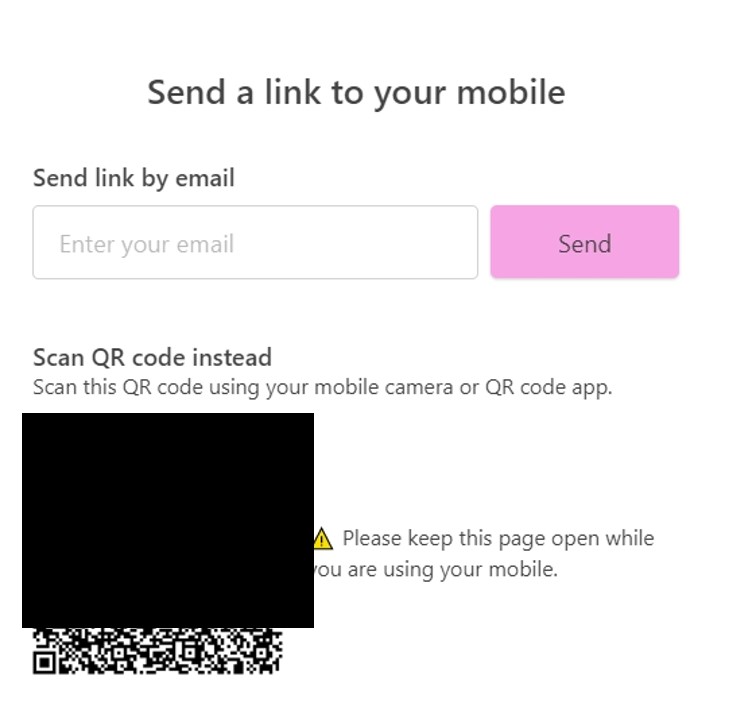 Send a link to your mobile
Send link by email
Enter your email
Send
Scan QR code instead
Scan this QR code using your mobile camera or QR code app.
Please keep this page open while
you are using your mobile.